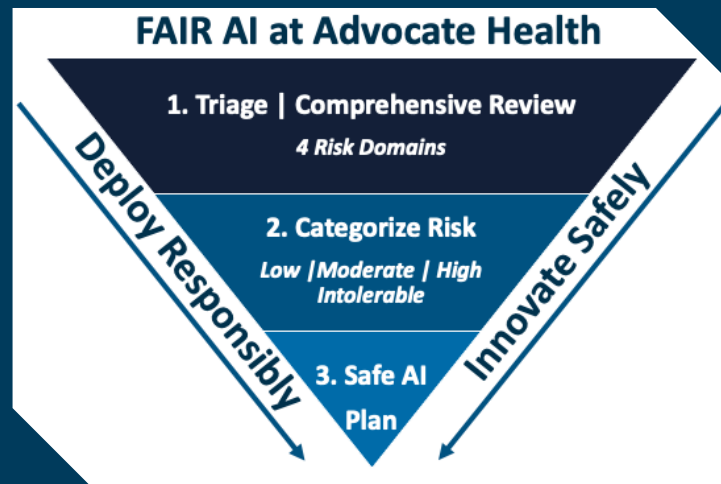 FAIR AI at Advocate Health
1. Triage | Comprehensive Review
4 Risk Domains
Deploy Responsibly
Innovate Safely
2. Categorize Risk
Low |Moderate | High
Intolerable
3. Safe AI
Plan